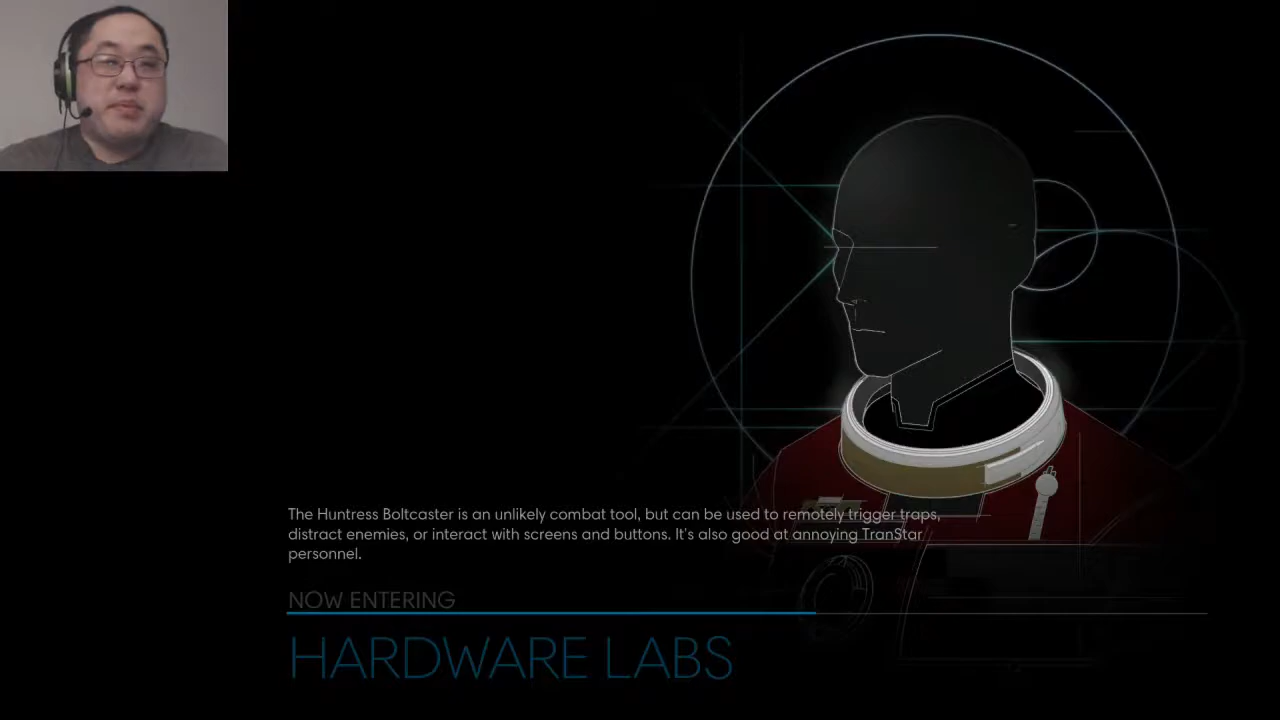 The Huntress Boltcaster is an unlikely combat tool, but can be used to remotely trigger traps,
distract enemies, or interact with screens and buttons. It's also good at annoying TranStar
personnel.
NOW ENTERING
HARDWARE LABS